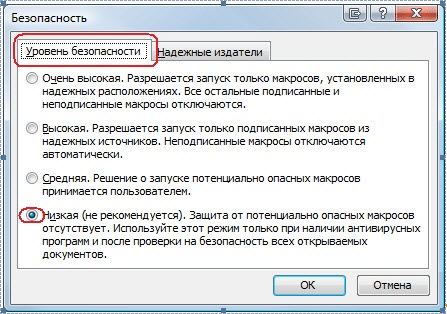 Безопасность
Уровень безопасности Надежные издатели
Очень высокая. Разрешается запуск только макросов, установленных в
надежных расположениях. Все остальные подписанные и
неподписанные макросы отключаются.
Высокая. Разрешается запуск только подписанных макросов из
надежных источников. Неподписанные макросы отключаются
автоматически.
Средняя. Решение о запуске потенциально опасных макросов
принимается пользователем.
Низкая (не рекомендуется). Защита от потенциально опасных макросов
отсутствует. Используйте этот режим только при наличии антивирусных
программ и после проверки на безопасность всех открываемых
документов.
ОК Отмена